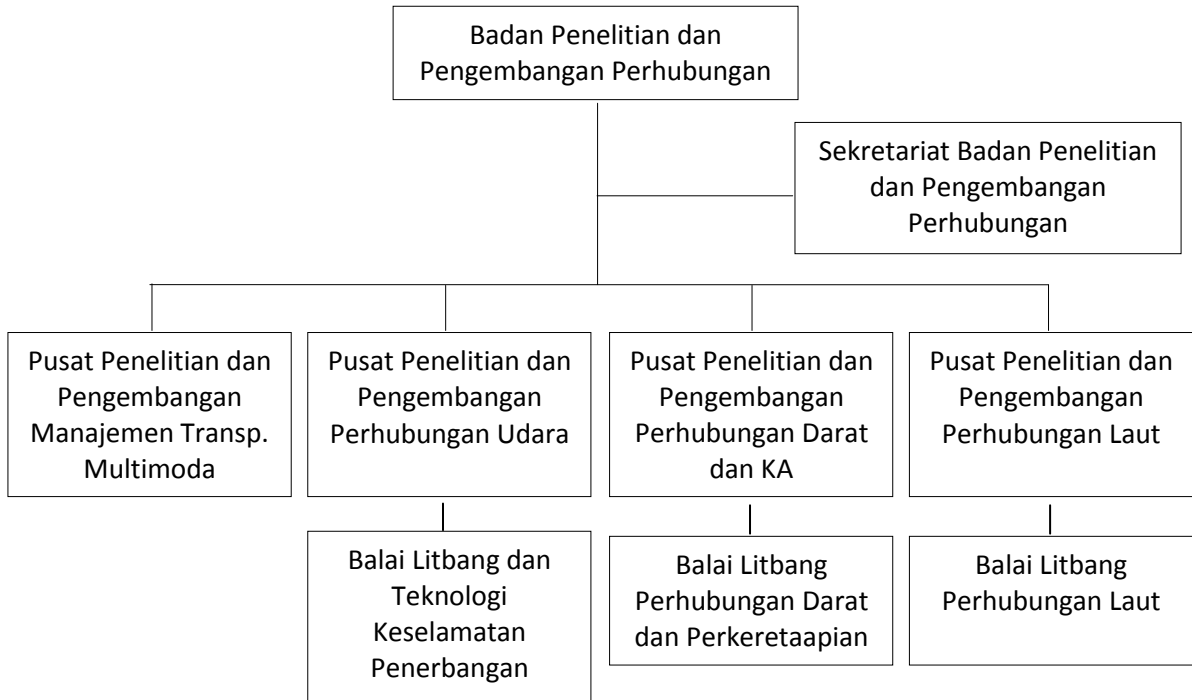 Badan Penelitian dan
Pengembangan Perhubungan
Sekretariat Badan Penelitian
dan Pengembangan
Perhubungan
Pusat Penelitian dan
Pengembangan
Manajemen Transp.
Multimoda
Pusat Penelitian dan
Pengembangan
Perhubungan Udara
Pusat Penelitian dan
Pengembangan
Perhubungan Darat
dan KA
Pusat Penelitian dan
Pengembangan
Perhubungan Laut
Balai Litbang dan
Teknologi
Keselamatan
Penerbangan
Balai Litbang
Perhubungan Darat
dan Perkeretaapian
Balai Litbang
Perhubungan Laut